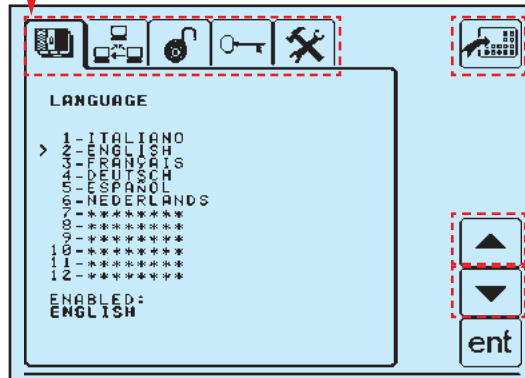 LANGUAGE
1-ITALIANO
> 2-ENGLISH
3-FRANÇAIS
4-DEUTSCH
5-ESPAÑOL
6-NEDERLANDS
7-********
8-********
9-********
10-********
11-********
12-********
ENABLED:
ENGLISH
ent